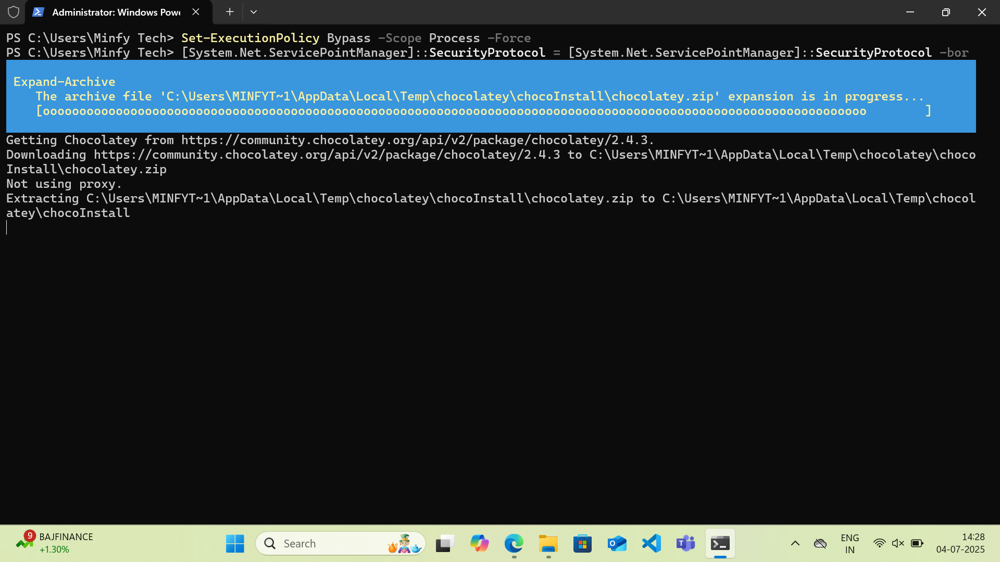 Administrator: Windows Powe
PS C:\Users\Minfy Tech> Set-ExecutionPolicy Bypass -Scope Process -Force
PS C:\Users\Minfy Tech> [System.Net.ServicePointManager]::SecurityProtocol = [System.Net.ServicePointManager]::SecurityProtocol -bor
Expand-Archive
The archive file 'C:\Users\MINFYT~1\AppData\Local\Temp\chocolatey\chocoInstall\chocolatey.zip' expansion is in progress...
[ooooooooooooooooooooooooooooooooooooooooooooooooooooooooooooooooooooooooooooooooooooooooooooooooooooooooooooooooo        ]
Getting Chocolatey from https://community.chocolatey.org/api/v2/package/chocolatey/2.4.3.
Downloading https://community.chocolatey.org/api/v2/package/chocolatey/2.4.3 to C:\Users\MINFYT~1\AppData\Local\Temp\chocolatey\choco
Install\chocolatey.zip
Not using proxy.
Extracting C:\Users\MINFYT~1\AppData\Local\Temp\chocolatey\chocoInstall\chocolatey.zip to C:\Users\MINFYT~1\AppData\Local\Temp\chocol
atey\chocoInstall
9 BAJFINANCE
+1.30%
Search
ENG
IN
14:28
04-07-2025